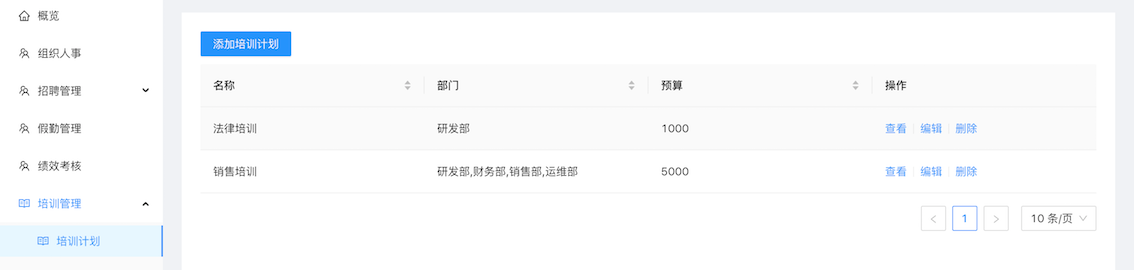 概览
组织人事
招聘管理
假勤管理
绩效考核
培训管理
培训计划
添加培训计划
名称 部门 预算 操作
法律培训 研发部 1000 查看 编辑 删除
销售培训 研发部,财务部,销售部,运维部 5000 查看 编辑 删除
1 10 条/页